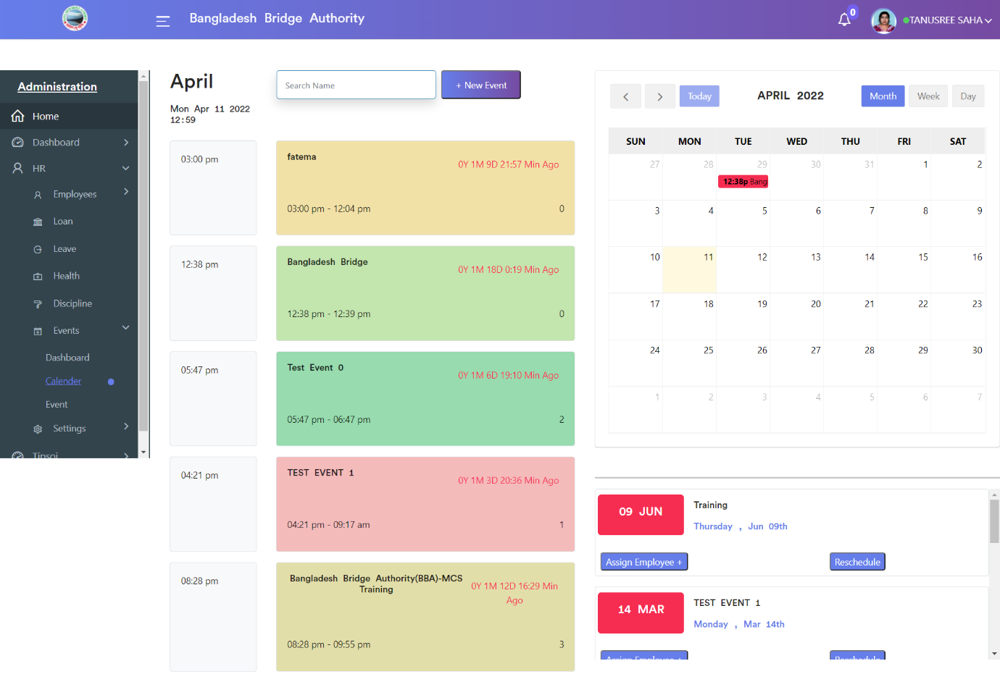 Bangladesh Bridge Authority
0
TANUSREE SAHA
Administration
Home
Dashboard
HR
Employees
Loan
Leave
Health
Discipline
Events
Dashboard
Calender
Event
Settings
Tipsoi
April
Mon Apr 11 2022
12:59
Search Name
+ New Event
03:00 pm
fatema
0Y 1M 9D 21:57 Min Ago
03:00 pm - 12:04 pm
0
12:38 pm
Bangladesh Bridge
0Y 1M 18D 0:19 Min Ago
12:38 pm - 12:39 pm
0
05:47 pm
Test Event 0
0Y 1M 6D 19:10 Min Ago
05:47 pm - 06:47 pm
2
04:21 pm
TEST EVENT 1
0Y 1M 3D 20:36 Min Ago
04:21 pm - 09:17 am
1
08:28 pm
Bangladesh Bridge Authority(BBA)-MCS
Training
0Y 1M 12D 16:29 Min
Ago
08:28 pm - 09:55 pm
3
Today
APRIL 2022
Month Week Day
SUN MON TUE WED THU FRI SAT
27 28 29 30 31 1 2
12:38p Bang
3 4 5 6 7 8 9
10 11 12 13 14 15 16
17 18 19 20 21 22 23
24 25 26 27 28 29 30
1 2 3 4 5 6 7
09 JUN
Training
Thursday , Jun 09th
Assign Employee +
Reschedule
14 MAR
TEST EVENT 1
Monday , Mar 14th
Assign Employee +
Reschedule